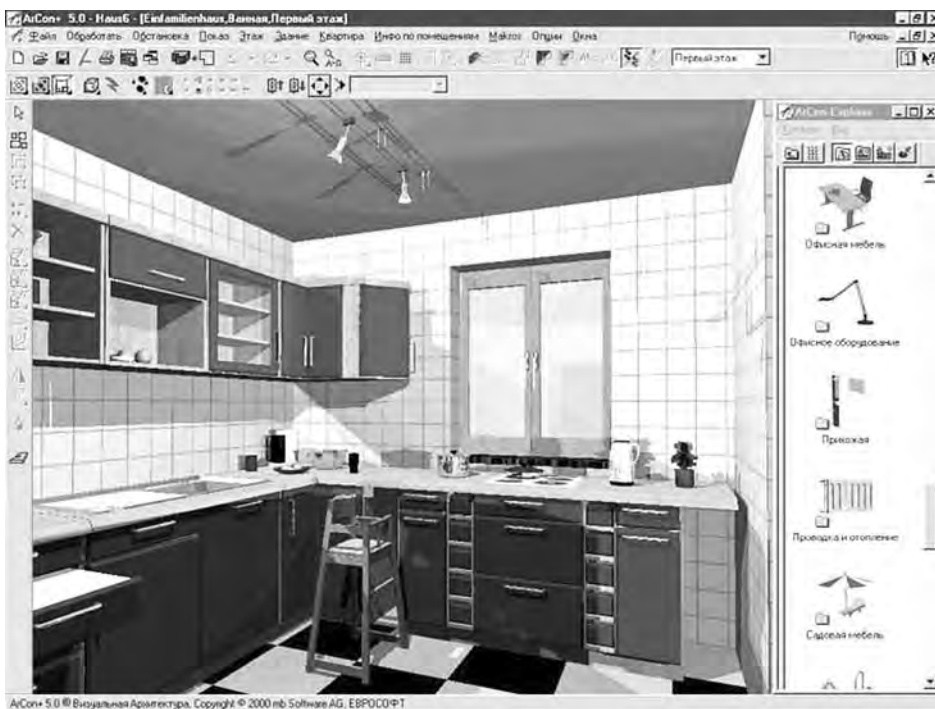 ArCon+ 5.0 - Haus6 - [Einfamilienhaus,Ванная,Первый этаж]
Файл Обработать Обстановка Показ Этаж Здание Квартира Инфо по помещениям Makros Опции Окна Помощь
Первый этаж
ArCon-Explorer
Офисная мебель
Офисное оборудование
Прихожая
Проводка и отопление
Садовая мебель
ArCon+ 5.0 ® Визуальная Архитектура, Copyright © 2000 mb Software AG, ЕВРОСОФТ